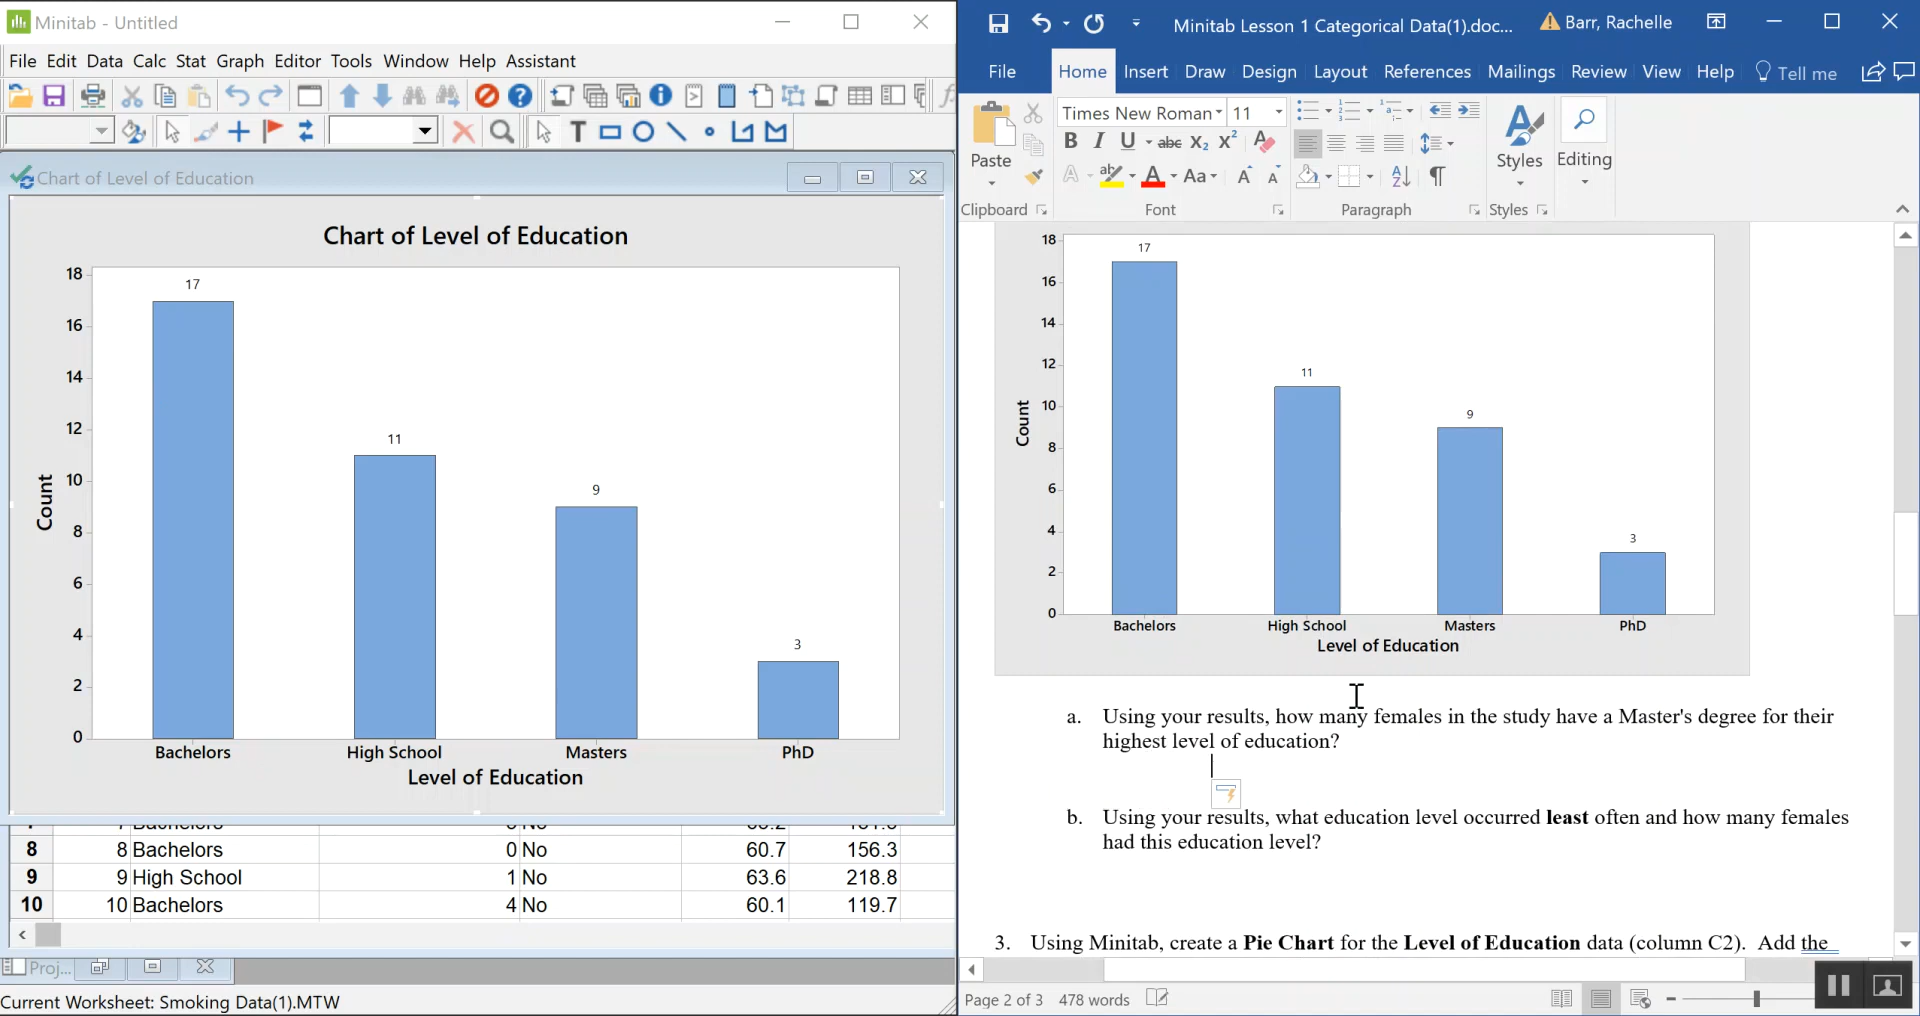 Minitab - Untitled
File Edit Data Calc Stat Graph Editor Tools Window Help Assistant
Chart of Level of Education
Chart of Level of Education
18
16
14
12
10
8
6
4
2
0
17
11
9
3
Count
Bachelors High School Masters PhD
Level of Education
8 8 Bachelors 0 No 60.7 156.3
9 9 High School 1 No 63.6 218.8
10 10 Bachelors 4 No 60.1 119.7
Proj...
Current Worksheet: Smoking Data(1).MTW
Minitab Lesson 1 Categorical Data(1).doc... Barr, Rachelle
File Home Insert Draw Design Layout References Mailings Review View Help Tell me
Paste
Clipboard
Times New Roman 11
B I U abc X2 X2
A ab A Aa A A
Font
Paragraph
Styles
Styles
Editing
18
16
14
12
10
8
6
4
2
0
17
11
9
3
Count
Bachelors High School Masters PhD
Level of Education
a. Using your results, how many females in the study have a Master's degree for their
highest level of education?
b. Using your results, what education level occurred least often and how many females
had this education level?
3. Using Minitab, create a Pie Chart for the Level of Education data (column C2). Add the
Page 2 of 3 478 words